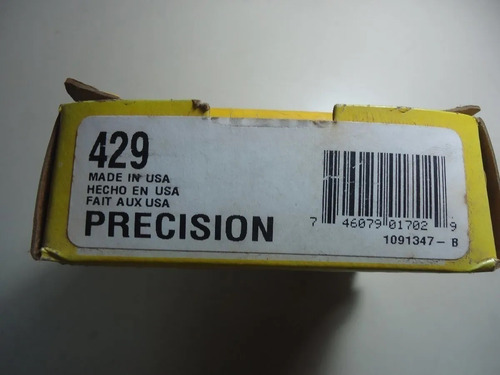 429
MADE IN USA
HECHO EN USA
FAIT AUX USA
PRECISION
7 46079 01702 9
1091347-B